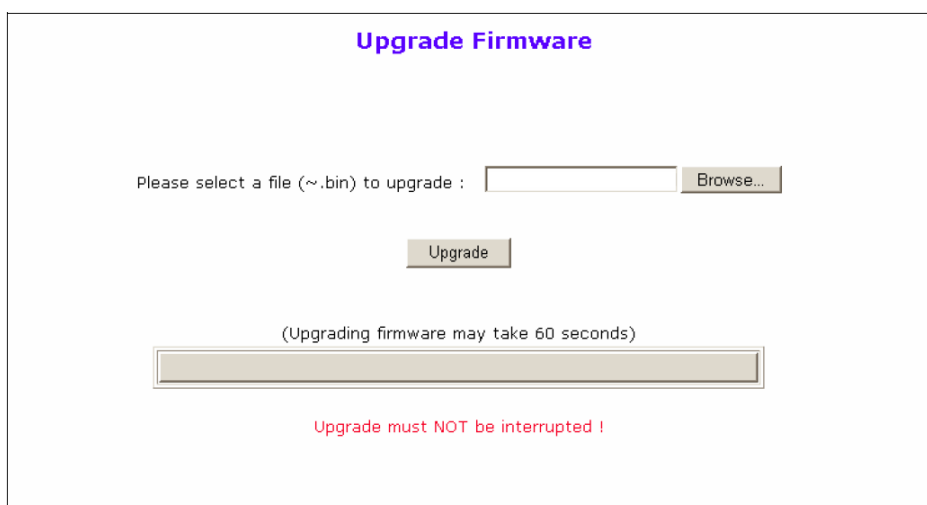 Upgrade Firmware
Please select a file (~.bin) to upgrade : Browse...
Upgrade
(Upgrading firmware may take 60 seconds)
Upgrade must NOT be interrupted !